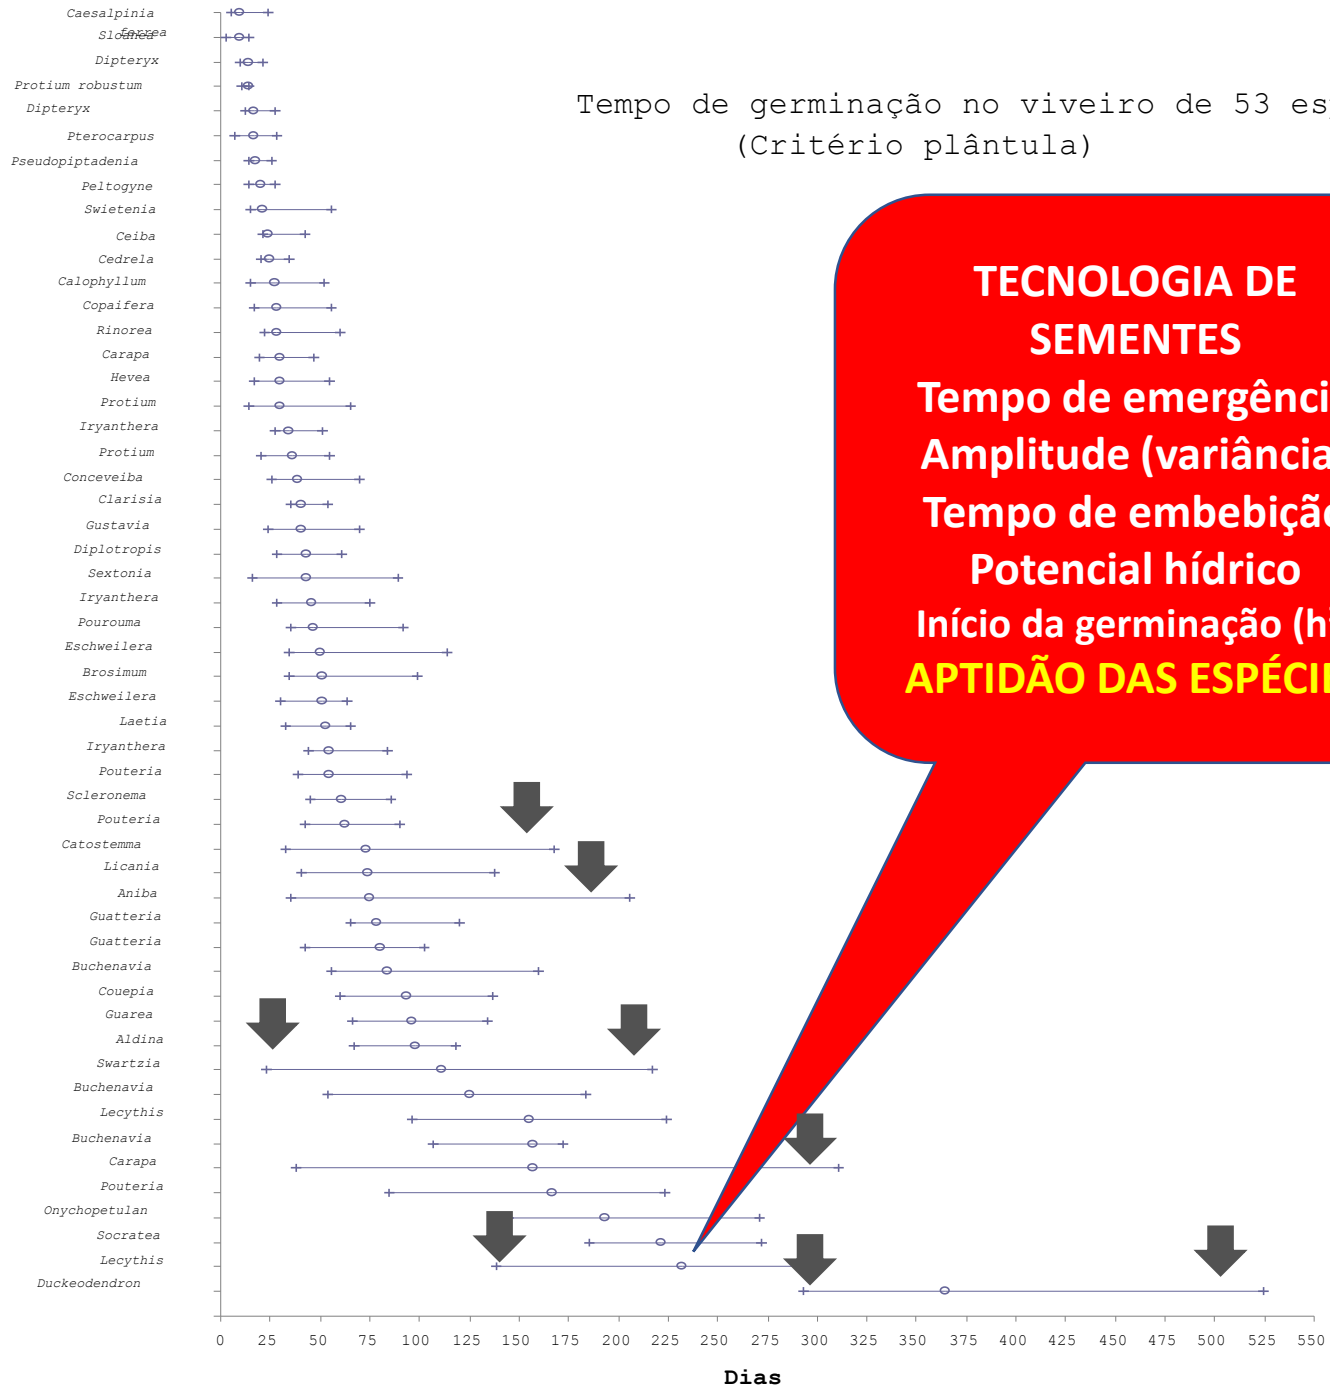 Caesalpinia
ferrea
Sloanea
Dipteryx
Protium robustum
Dipteryx
Pterocarpus
Pseudopiptadenia
Peltogyne
Swietenia
Ceiba
Cedrela
Calophyllum
Copaifera
Rinorea
Carapa
Hevea
Protium
Iryanthera
Protium
Conceveiba
Clarisia
Gustavia
Diplotropis
Sextonia
Iryanthera
Pourouma
Eschweilera
Brosimum
Eschweilera
Laetia
Iryanthera
Pouteria
Scleronema
Pouteria
Catostemma
Licania
Aniba
Guatteria
Guatteria
Buchenavia
Couepia
Guarea
Aldina
Swartzia
Buchenavia
Lecythis
Buchenavia
Carapa
Pouteria
Onychopetulan
Socratea
Lecythis
Duckeodendron
Tempo de germinação no viveiro de 53 es
(Critério plântula)
TECNOLOGIA DE
SEMENTES
Tempo de emergênci
Amplitude (variância
Tempo de embebição
Potencial hídrico
Início da germinação (h
APTIDÃO DAS ESPÉCIE
0 25 50 75 100 125 150 175 200 225 250 275 300 325 350 375 400 425 450 475 500 525 550
Dias